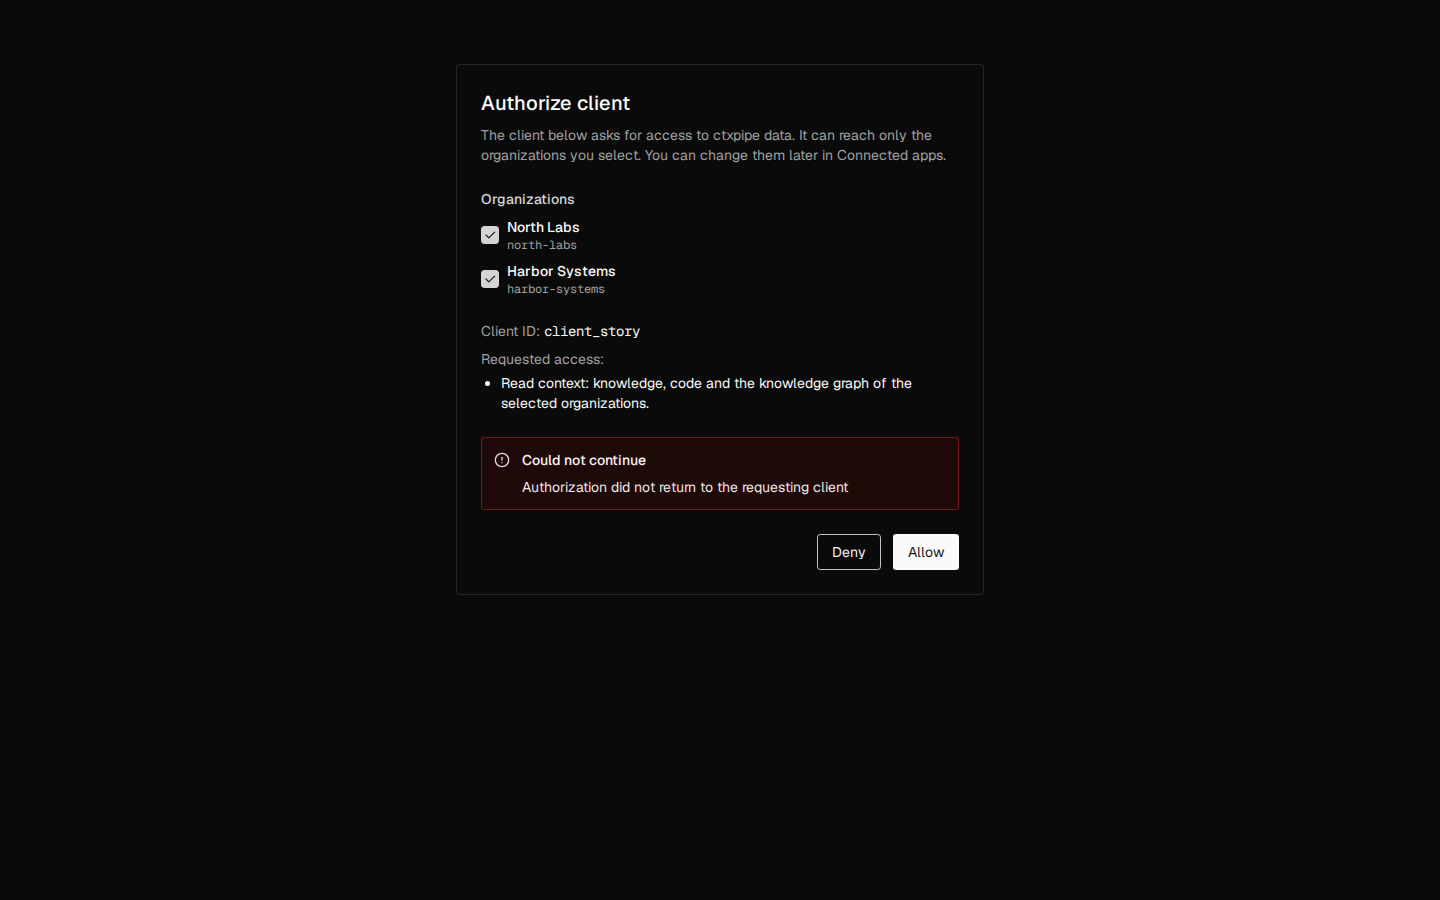 Authorize client
The client below asks for access to ctxpipe data. It can reach only the
organizations you select. You can change them later in Connected apps.
Organizations
North Labs
north-labs
Harbor Systems
harbor-systems
Client ID: client_story
Requested access:
Read context: knowledge, code and the knowledge graph of the
selected organizations.
Could not continue
Authorization did not return to the requesting client
Deny
Allow